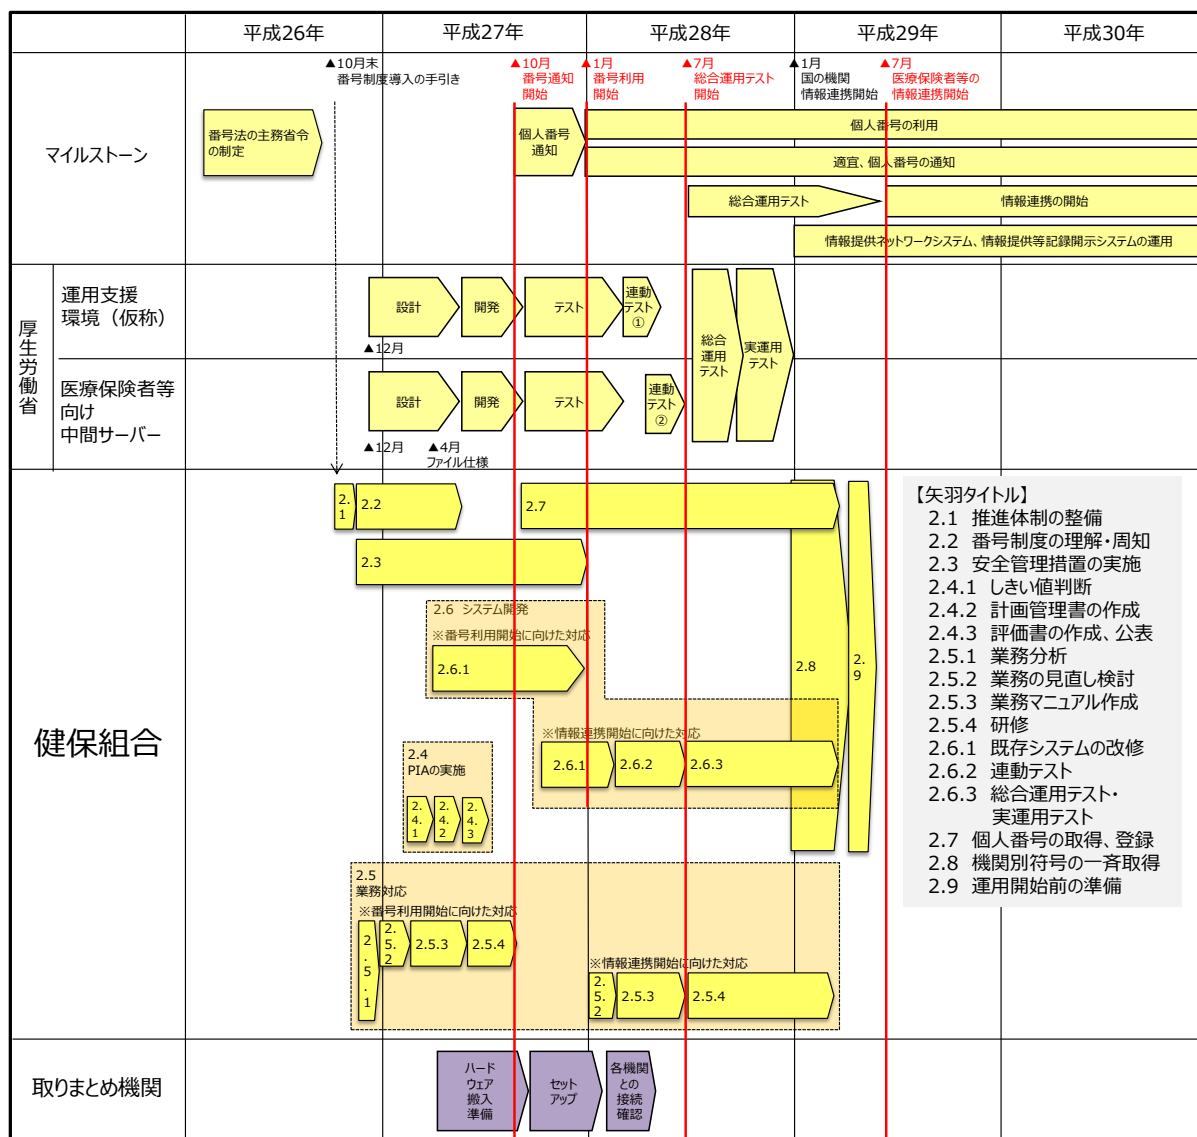 平成26年
平成27年
平成28年
平成29年
平成30年
マイルストーン
▲10月末
番号制度導入の手引き
▲10月
番号通知
開始
▲1月
番号利用
開始
▲7月
総合運用テスト
開始
▲1月
国の機関
情報連携開始
▲7月
医療保険者等の
情報連携開始
番号法の主務省令
の制定
個人番号
通知
個人番号の利用
適宜、個人番号の通知
総合運用テスト
情報連携の開始
情報提供ネットワークシステム、情報提供等記録開示システムの運用
厚生労働省
運用支援
環境（仮称）
設計
開発
テスト
連動
テスト
①
▲12月
総合
運用
テスト
実運用
テスト
医療保険者等
向け
中間サーバー
設計
開発
テスト
連動
テスト
②
▲12月
▲4月
ファイル仕様
健保組合
2.
1
2.2
2.7
2.3
2.6 システム開発
※番号利用開始に向けた対応
2.6.1
2.8
2.
9
※情報連携開始に向けた対応
2.6.1
2.6.2
2.6.3
2.4
PIAの実施
2.
4.
1
2.
4.
2
2.
4.
3
2.5
業務対応
※番号利用開始に向けた対応
2
.
5
.
1
2.
5.
2
2.5.3
2.5.4
※情報連携開始に向けた対応
2.
5.
2
2.5.3
2.5.4
【矢羽タイトル】
2.1 推進体制の整備
2.2 番号制度の理解・周知
2.3 安全管理措置の実施
2.4.1 しきい値判断
2.4.2 計画管理書の作成
2.4.3 評価書の作成、公表
2.5.1 業務分析
2.5.2 業務の見直し検討
2.5.3 業務マニュアル作成
2.5.4 研修
2.6.1 既存システムの改修
2.6.2 連動テスト
2.6.3 総合運用テスト・
実運用テスト
2.7 個人番号の取得、登録
2.8 機関別符号の一斉取得
2.9 運用開始前の準備
取りまとめ機関
ハード
ウェア
搬入
準備
セット
アップ
各機関
との
接続
確認